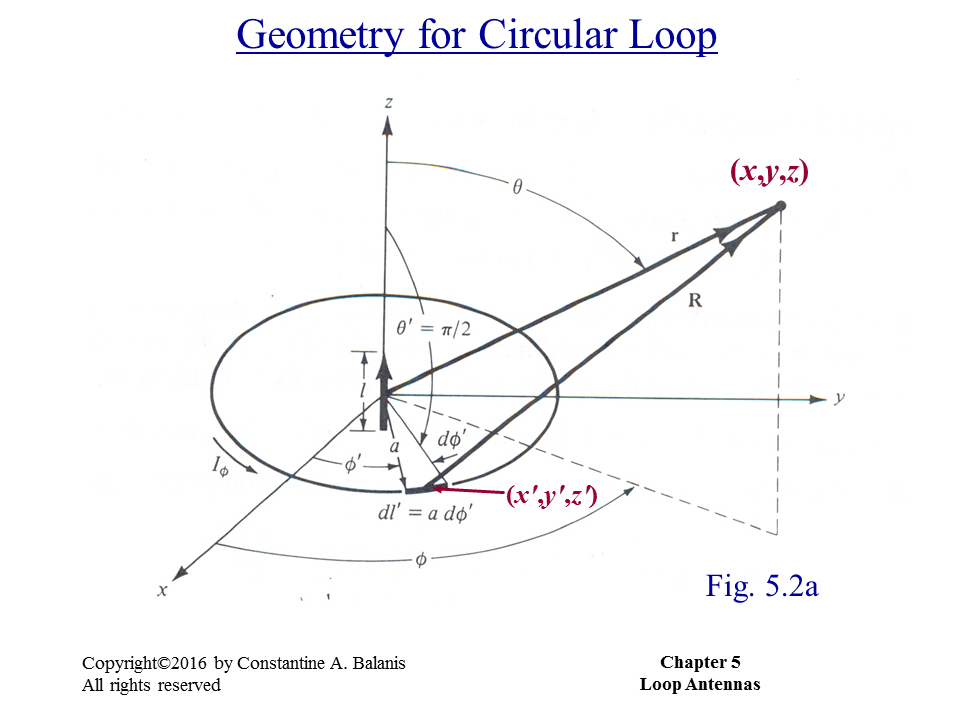 Geometry for Circular Loop
z
(x,y,z)
θ
r
R
θ' = π/2
l
y
a
dϕ'
ϕ'
Iϕ
(x',y',z')
dl' = a dϕ'
ϕ
x
Fig. 5.2a
Copyright©2016 by Constantine A. Balanis
All rights reserved
Chapter 5
Loop Antennas